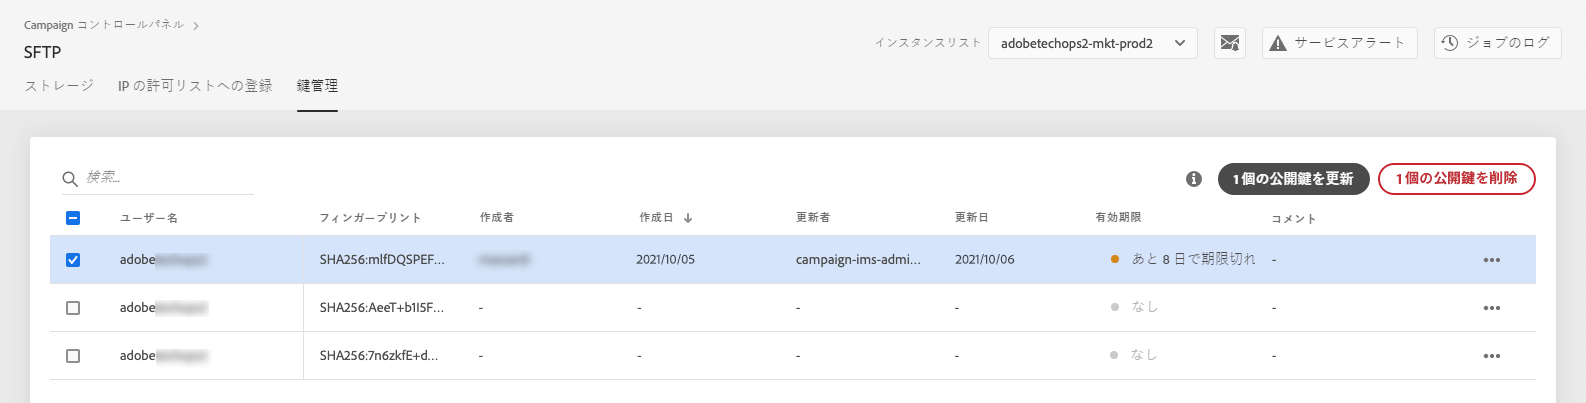 Campaign コントロールパネル
SFTP
インスタンスリスト adobetechops2-mkt-prod2 サービスアラート ジョブのログ
ストレージ IP の許可リストへの登録 鍵管理
検索... 1個の公開鍵を更新 1個の公開鍵を削除
ユーザー名 フィンガープリント 作成者 作成日 更新者 更新日 有効期限 コメント
adobe SHA256:mlfDQSPEF... 2021/10/05 campaign-ims-admi... 2021/10/06 あと 8 日で期限切れ -
adobe SHA256:AeeT+b1I5F... - - - - なし -
adobe SHA256:7n6zkfE+d... - - - - なし -